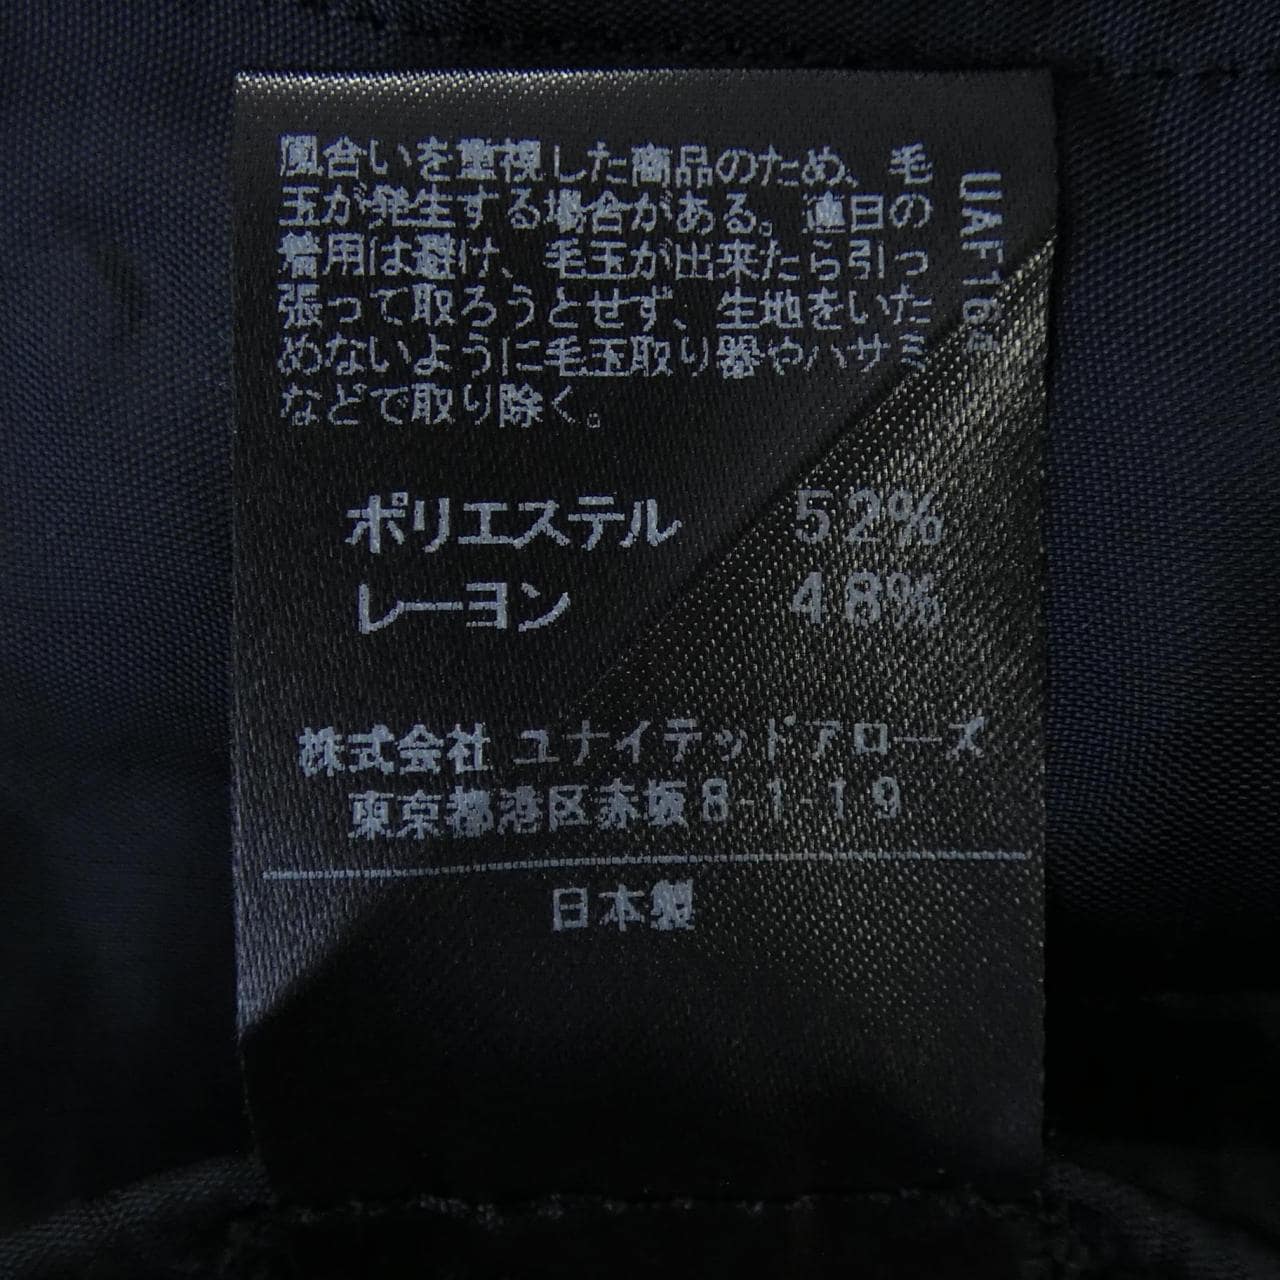 風合いを重視した商品のため、毛
玉が発生する場合がある。連日の
着用は避け、毛玉が出来たら引っ
張って取ろうとせず、生地をいた
めないように毛玉取り器やハサミ
などで取り除く。
ポリエステル 52%
レーヨン 48%
株式会社 ユナイテッドアローズ
東京都港区赤坂8-1-19
日本製